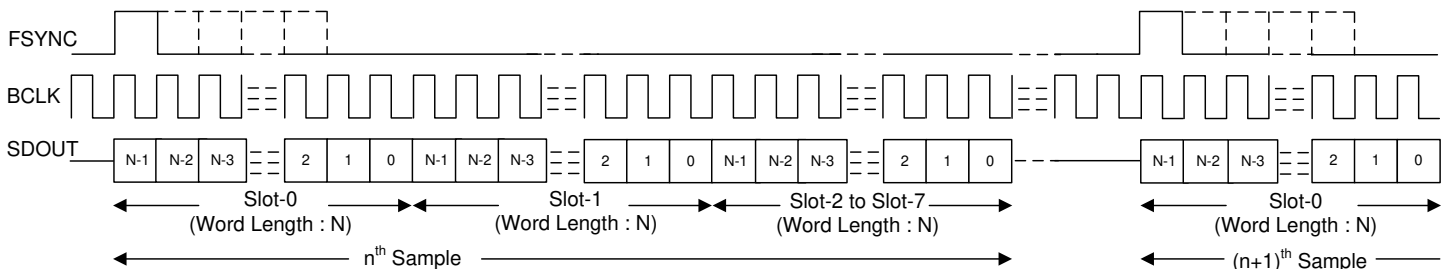 FSYNC
BCLK
SDOUT N-1 N-2 N-3 2 1 0 N-1 N-2 N-3 2 1 0 N-1 N-2 N-3 2 1 0 N-1 N-2 N-3 2 1 0
Slot-0 Slot-1 Slot-2 to Slot-7 Slot-0
(Word Length : N) (Word Length : N) (Word Length : N) (Word Length : N)
nth Sample (n+1)th Sample